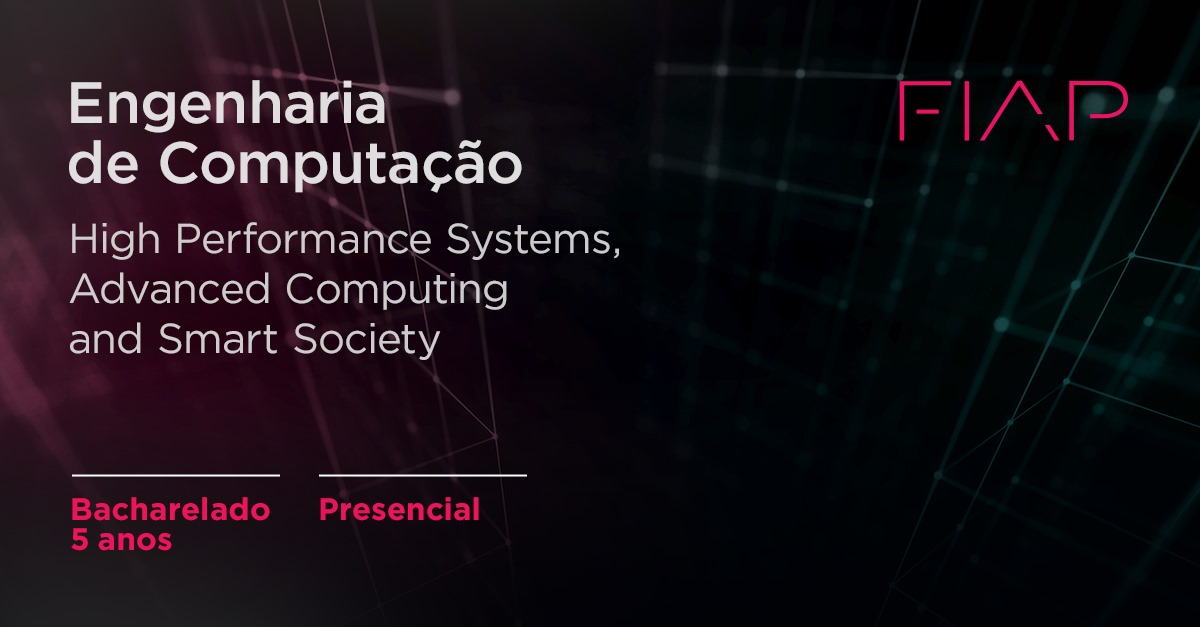 Engenharia
de Computação
FIAP
High Performance Systems,
Advanced Computing
and Smart Society
Bacharelado
5 anos
Presencial